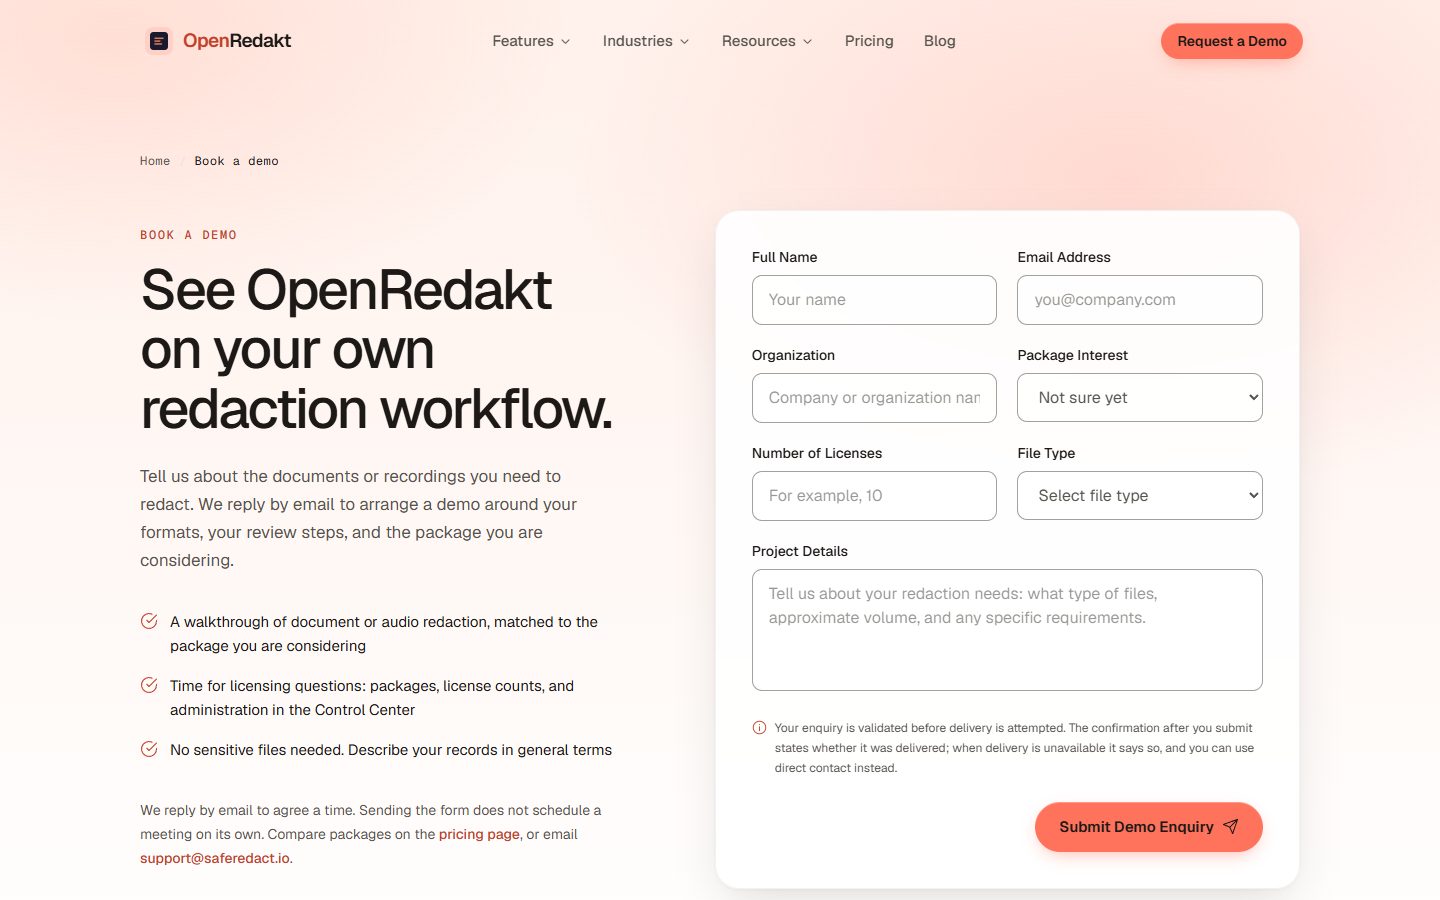 OpenRedakt
Features
Industries
Resources
Pricing
Blog
Request a Demo
Home / Book a demo
BOOK A DEMO
See OpenRedakt
on your own
redaction workflow.
Tell us about the documents or recordings you need to
redact. We reply by email to arrange a demo around your
formats, your review steps, and the package you are
considering.
A walkthrough of document or audio redaction, matched to the
package you are considering
Time for licensing questions: packages, license counts, and
administration in the Control Center
No sensitive files needed. Describe your records in general terms
We reply by email to agree a time. Sending the form does not schedule a
meeting on its own. Compare packages on the pricing page, or email
support@saferedact.io.
Full Name
Your name
Email Address
you@company.com
Organization
Company or organization nar
Package Interest
Not sure yet
Number of Licenses
For example, 10
File Type
Select file type
Project Details
Tell us about your redaction needs: what type of files,
approximate volume, and any specific requirements.
Your enquiry is validated before delivery is attempted. The confirmation after you submit
states whether it was delivered; when delivery is unavailable it says so, and you can use
direct contact instead.
Submit Demo Enquiry